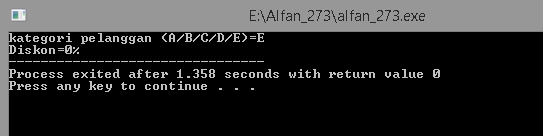 E:\Alfan_273\alfan_273.exe
kategori pelanggan (A/B/C/D/E)=E
Diskon=0%
--------------------------------
Process exited after 1.358 seconds with return value 0
Press any key to continue . . .